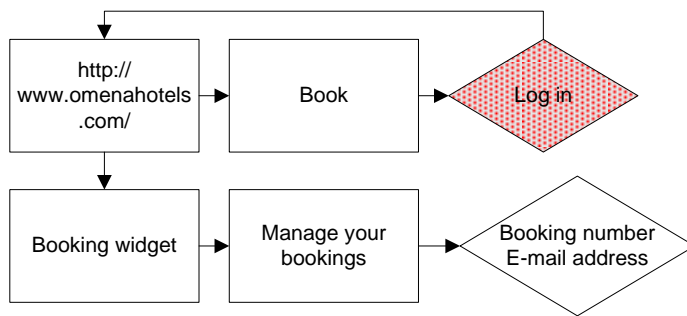 http://
www.omenahotels
.com/
Book
Log in
Booking widget
Manage your
bookings
Booking number
E-mail address